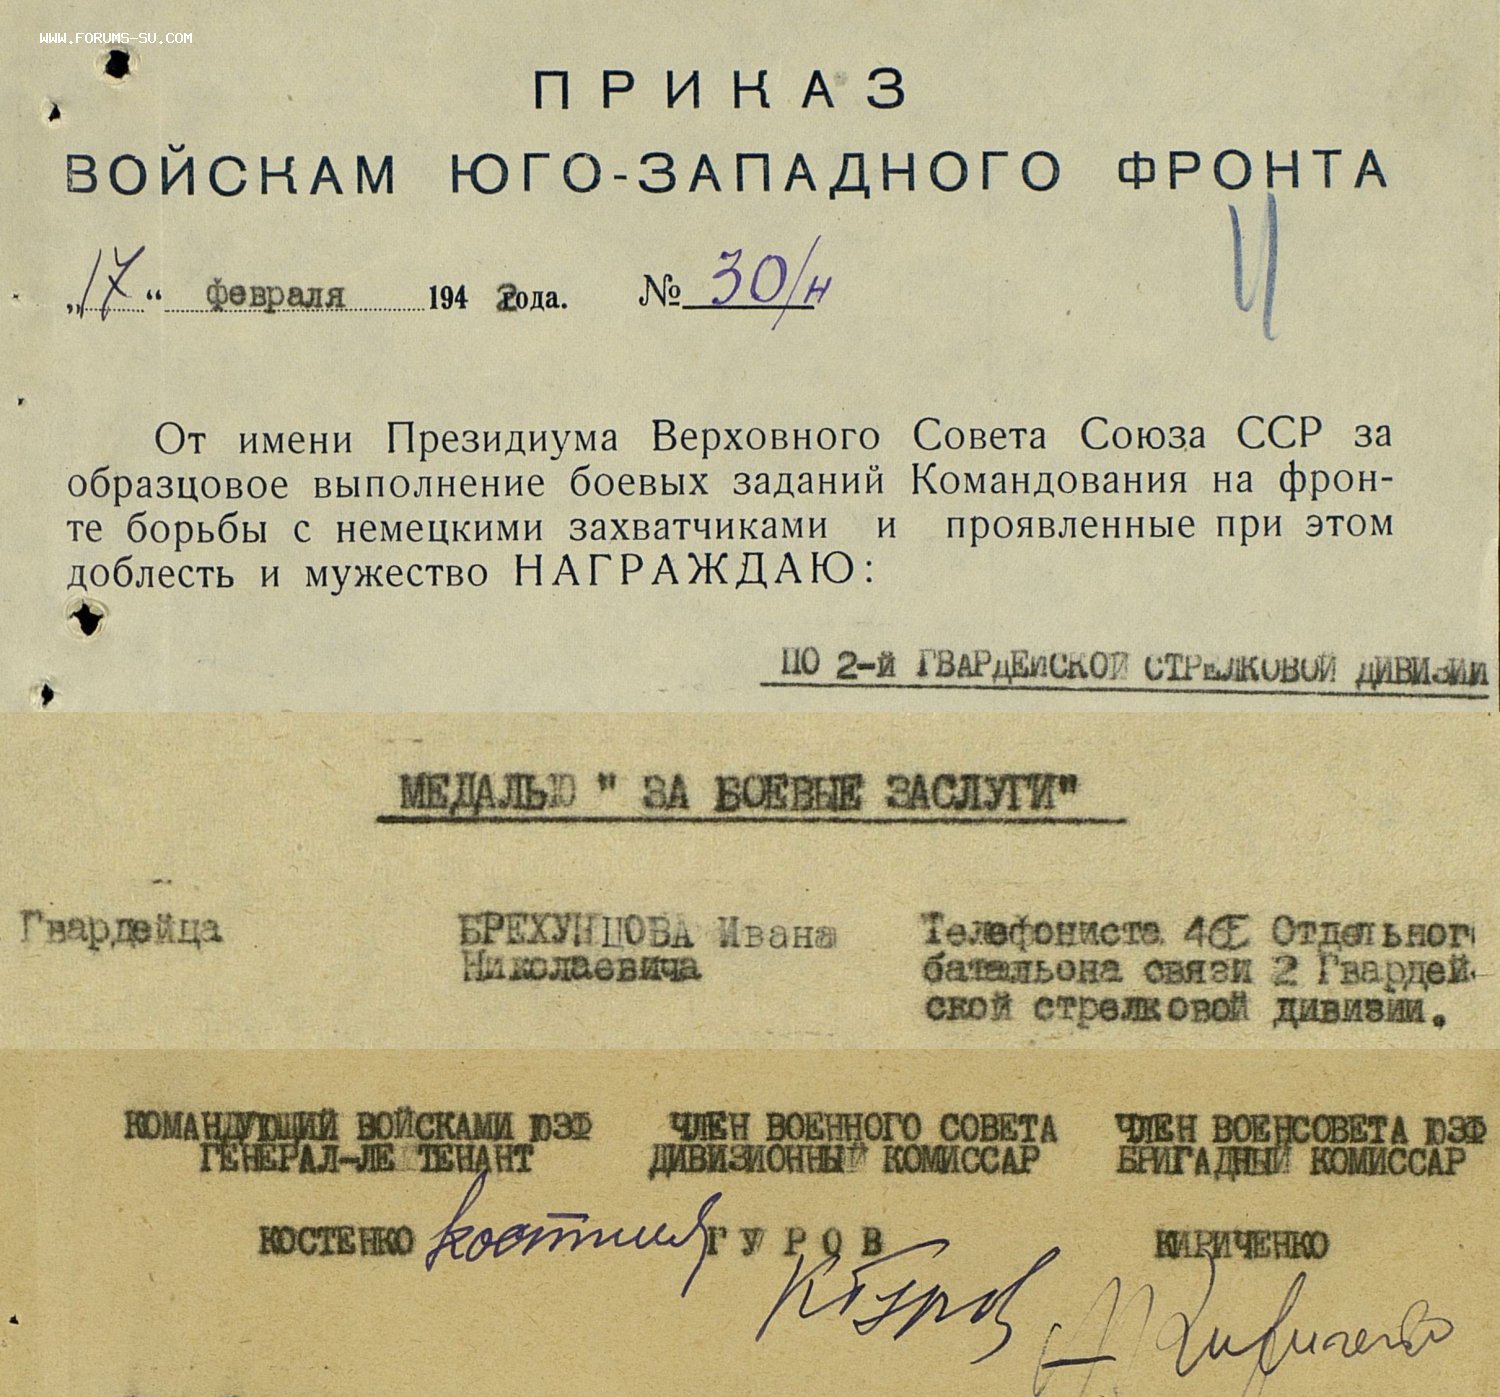 WWW.FORUMS-SU.COM
ПРИКАЗ
ВОЙСКАМ ЮГО-ЗАПАДНОГО ФРОНТА
„17“ февраля 1942 года. № 30/н
От имени Президиума Верховного Совета Союза ССР за
образцовое выполнение боевых заданий Командования на фрон-
те борьбы с немецкими захватчиками и проявленные при этом
доблесть и мужество НАГРАЖДАЮ:
ПО 2-й ГВАРДЕЙСКОЙ СТРЕЛКОВОЙ ДИВИЗИИ
МЕДАЛЬЮ " ЗА БОЕВЫЕ ЗАСЛУГИ"
Гвардейца БРЕХУНЦОВА Ивана Телефониста Отдельного
Николаевича батальона связи 2 Гвардей-
ской стрелковой дивизии.
КОМАНДУЮЩИЙ ВОЙСКАМИ ЮЗФ ЧЛЕН ВОЕННОГО СОВЕТА ЧЛЕН ВОЕНСОВЕТА ЮЗФ
ГЕНЕРАЛ-ЛЕЙТЕНАНТ ДИВИЗИОННЫЙ КОМИССАР БРИГАДНЫЙ КОМИССАР
КОСТЕНКО ГУРОВ КИРИЧЕНКО